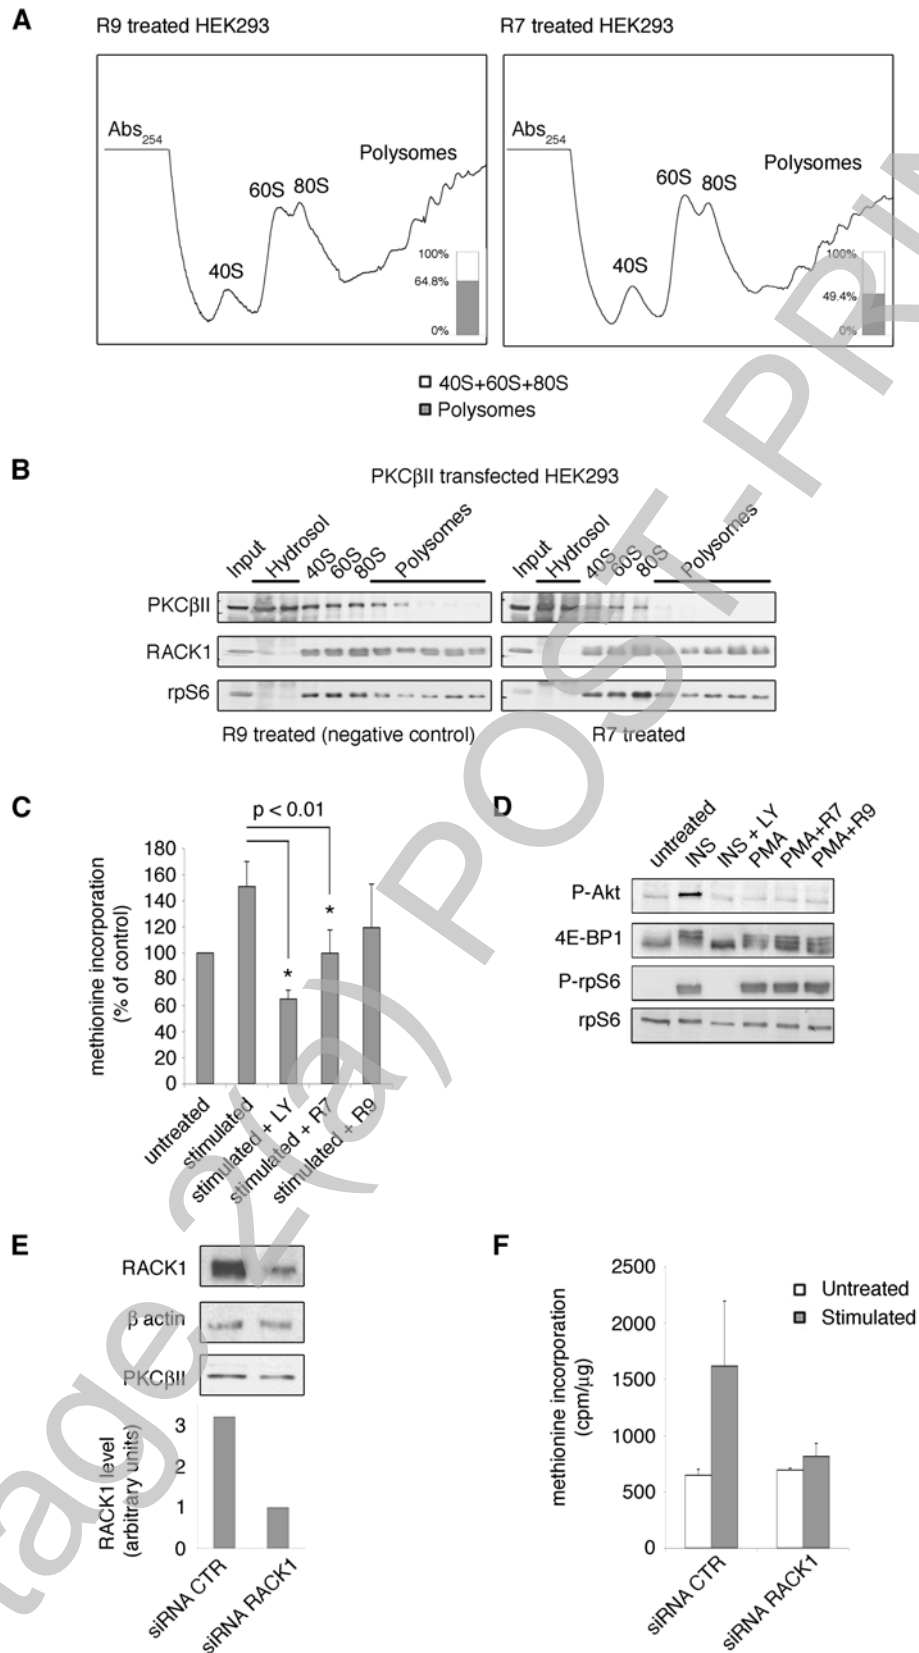 A
R9 treated HEK293
R7 treated HEK293
Abs254
40S
60S
80S
Polysomes
100%
64.8%
0%
Abs254
40S
60S
80S
Polysomes
100%
49.4%
0%
40S+60S+80S
Polysomes
B
PKCβII transfected HEK293
Input
Hydrosol
40S
60S
80S
Polysomes
Input
Hydrosol
40S
60S
80S
Polysomes
PKCβII
RACK1
rpS6
R9 treated (negative control)
R7 treated
C
p < 0.01
methionine incorporation
(% of control)
180
160
140
120
100
80
60
40
20
0
*
*
untreated
stimulated
stimulated + LY
stimulated + R7
stimulated + R9
D
untreated
INS
INS + LY
PMA
PMA+R7
PMA+R9
P-Akt
4E-BP1
P-rpS6
rpS6
E
RACK1
β actin
PKCβII
RACK1 level
(arbitrary units)
3
2
1
0
siRNA CTR
siRNA RACK1
F
methionine incorporation
(cpm/µg)
2500
2000
1500
1000
500
0
Untreated
Stimulated
siRNA CTR
siRNA RACK1
tage 2(a) POST-PRIN